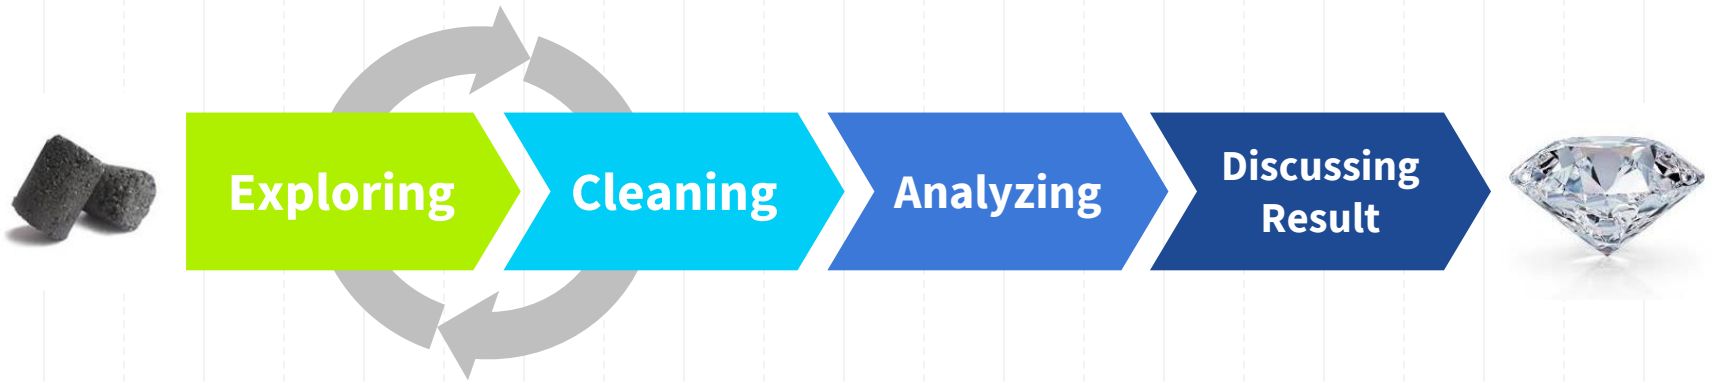 Exploring
Cleaning
Analyzing
Discussing
Result